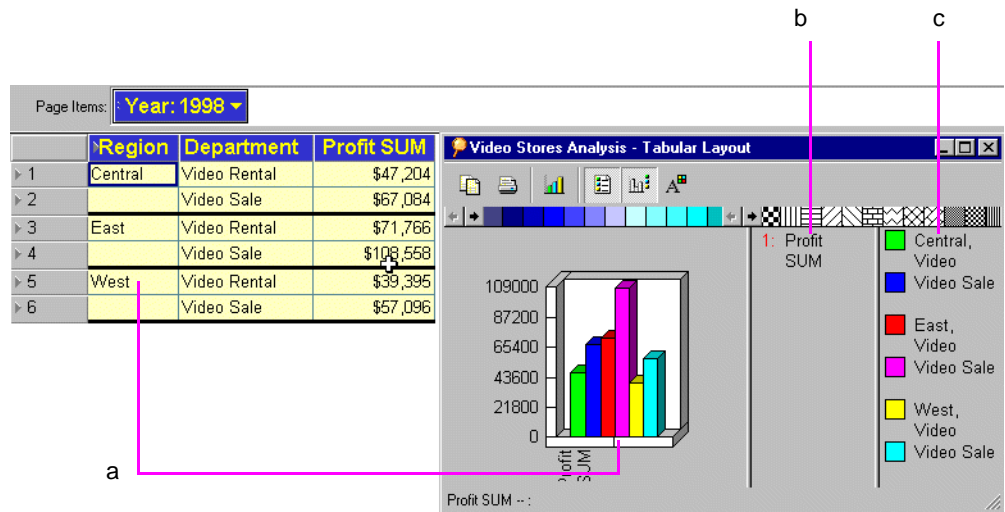 b c
Page Items: Year: 1998
Region Department Profit SUM
1 Central Video Rental $47,204
2 Video Sale $67,084
3 East Video Rental $71,766
4 Video Sale $108,558
5 West Video Rental $39,395
6 Video Sale $57,096
a
Video Stores Analysis - Tabular Layout
A
109000
87200
65400
43600
21800
0
Profit
SUM
1: Profit
SUM
Central,
Video
Video Sale
East,
Video
Video Sale
West,
Video
Video Sale
Profit SUM -- :